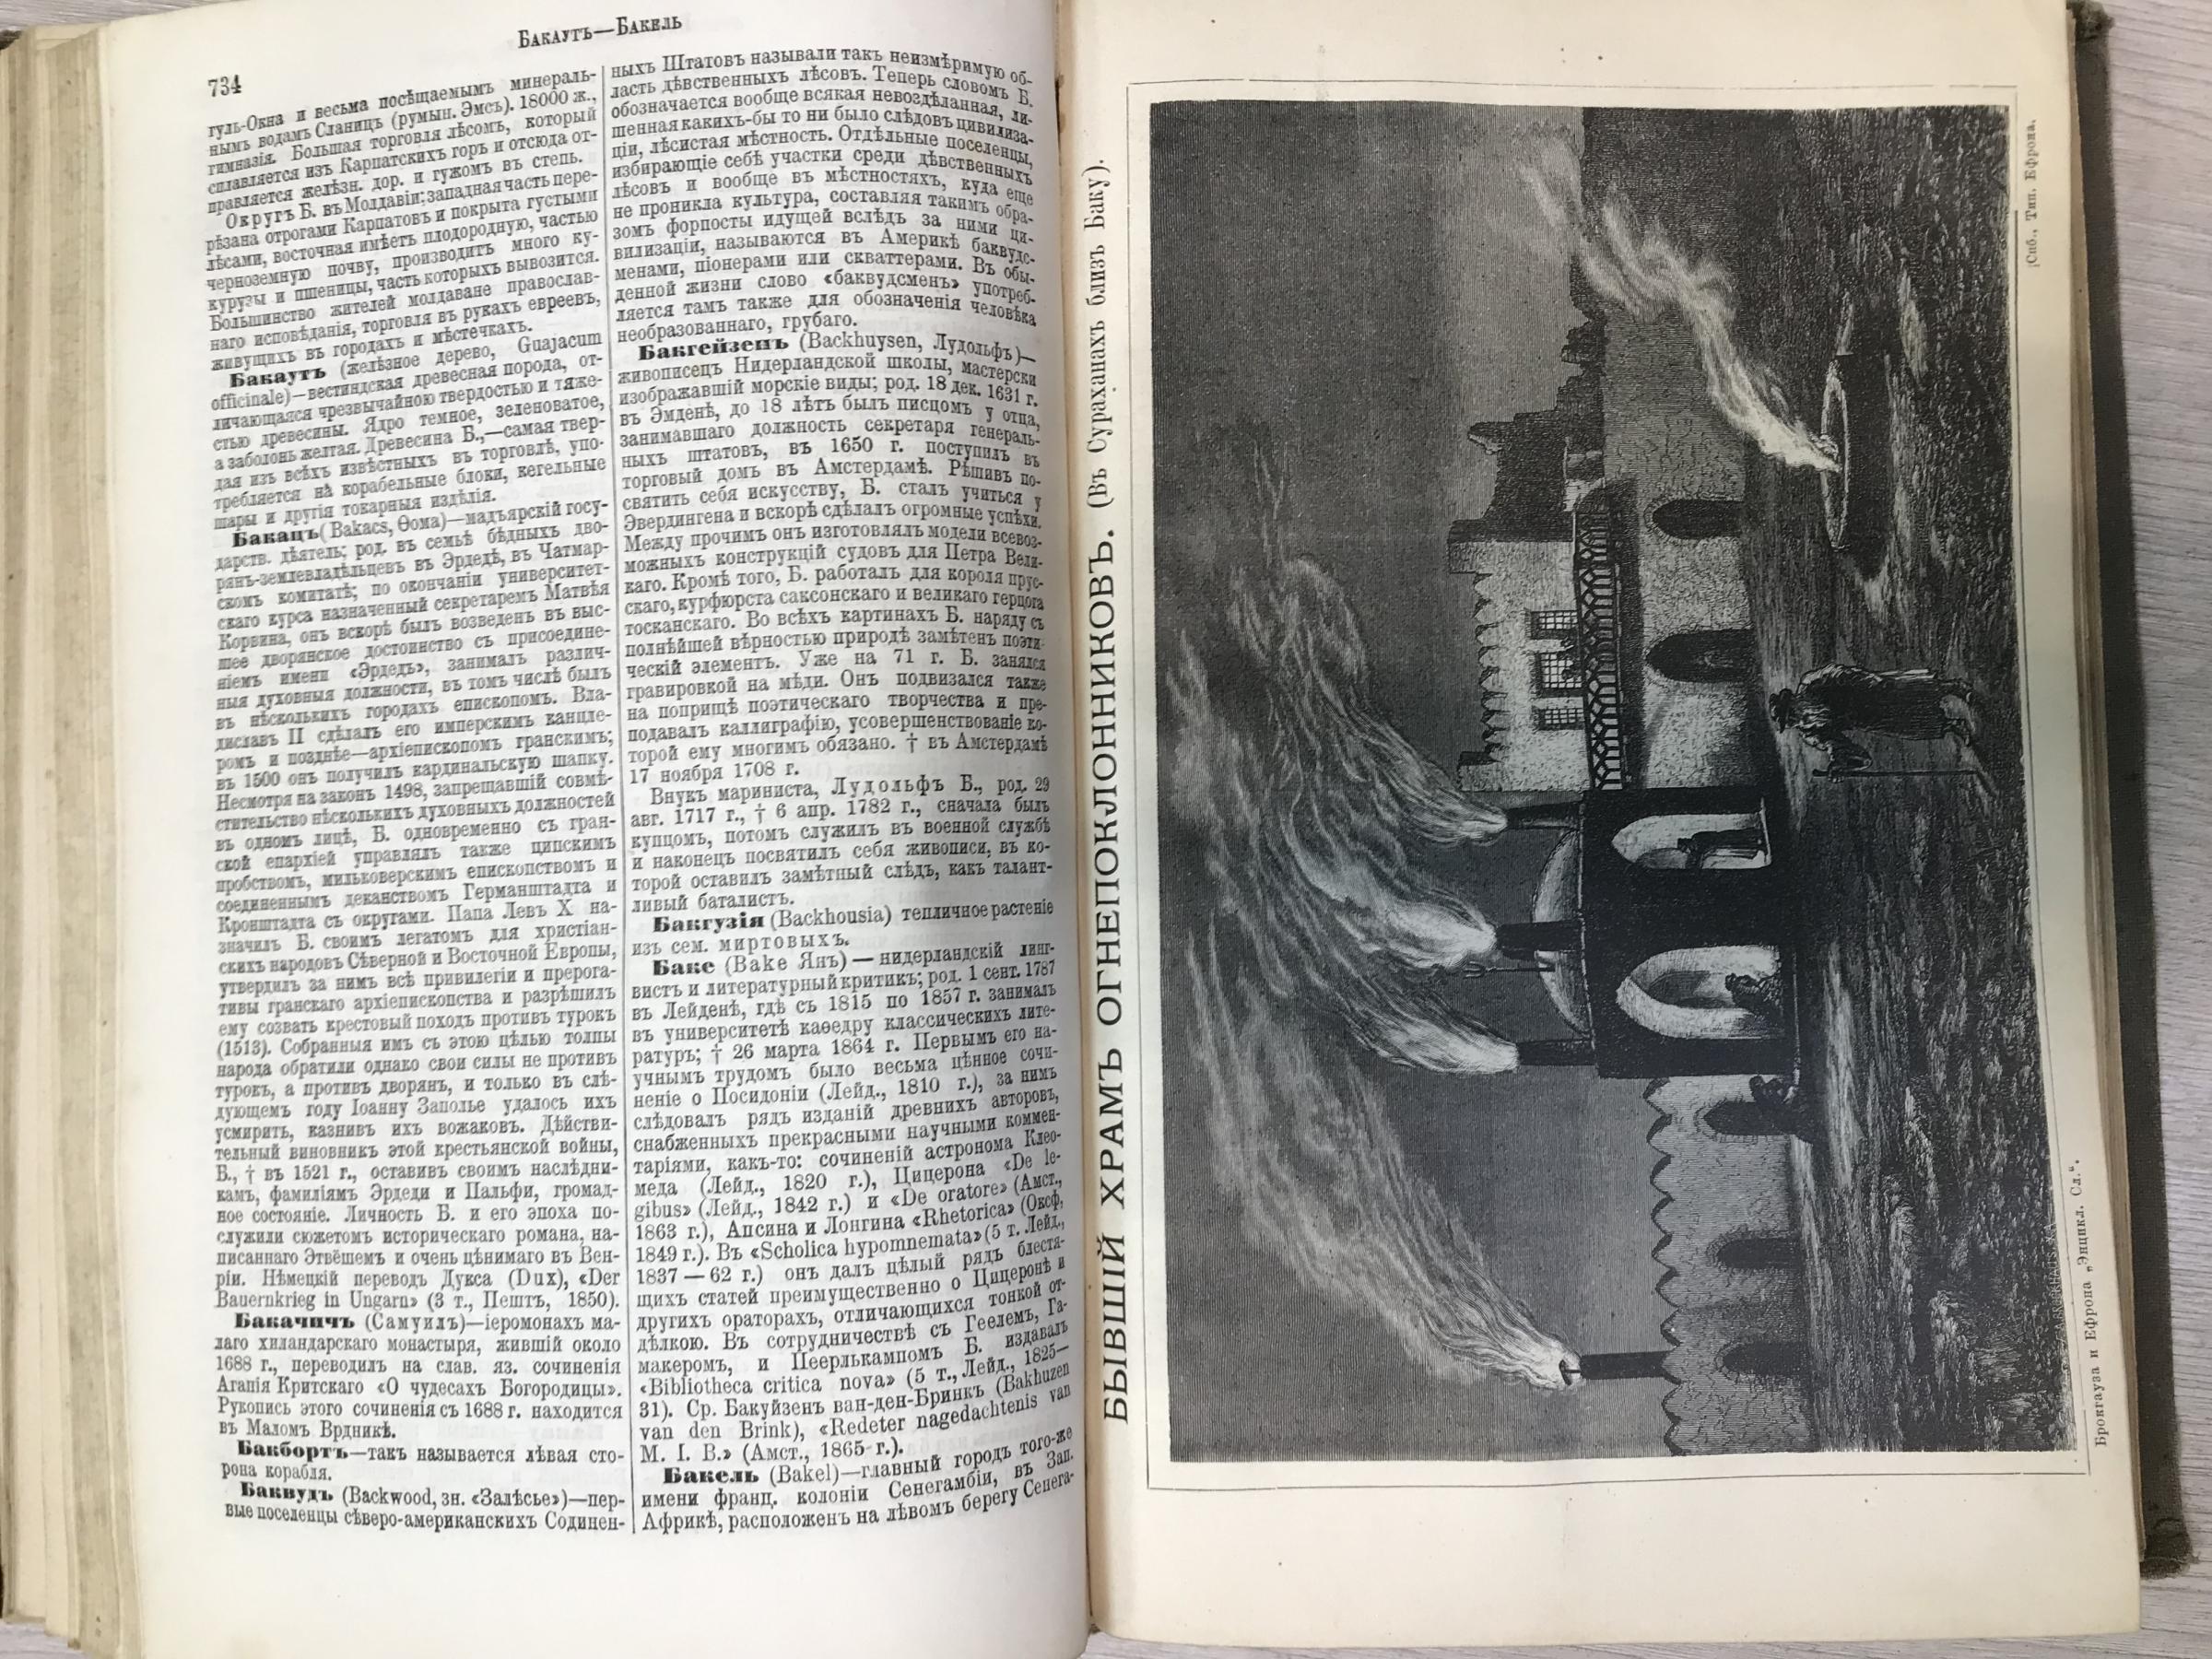 734
Бакаутъ—Бакель
гуль-Окна и весьма посѣщаемымъ минераль-
нымъ водамъ Сланицъ (румын. Эмсъ). 18000 ж.,
гимназія. Большая торговля лѣсомъ, который
сплавляется изъ Карпатскихъ горъ и отсюда от-
правляется желѣзн. дор. и гужомъ въ степь.
Округъ Б. въ Молдавіи; западная часть пере-
рѣзана отрогами Карпатовъ и покрыта густыми
лѣсами, восточная имѣетъ плодородную, частью
черноземную почву, производитъ много ку-
курузы и пшеницы, часть которыхъ вывозится.
Большинство жителей молдаване православ-
наго исповѣданія, торговля въ рукахъ евреевъ,
живущихъ въ городахъ и мѣстечкахъ.
Бакаутъ (желѣзное дерево, Guajacum
officinale)—вестиндская древесная порода, от-
личающаяся чрезвычайною твердостью и тяже-
стью древесины. Ядро темное, зеленоватое,
а заболонь желтая. Древесина Б.,—самая твер-
дая изъ всѣхъ извѣстныхъ въ торговлѣ, упо-
требляется на корабельные блоки, кегельные
шары и другія токарныя издѣлія.
Бакацъ (Bakacs, Ѳома)—мадъярскій госу-
дарств. дѣятель; род. въ семьѣ бѣдныхъ дво-
рянъ-землевладѣльцевъ въ Эрдедѣ, въ Чатмар-
скомъ комитатѣ; по окончаніи университет-
скаго курса назначенный секретаремъ Матвѣя
Корвина, онъ вскорѣ былъ возведенъ въ выс-
шее дворянское достоинство съ присоедине-
ніемъ имени «Эрдедъ», занималъ различ-
ныя духовныя должности, въ томъ числѣ былъ
въ нѣсколькихъ городахъ епископомъ. Вла-
диславъ II сдѣлалъ его имперскимъ канцле-
ромъ и позднѣе—архіепископомъ гранскимъ;
въ 1500 онъ получилъ кардинальскую шапку.
Несмотря на законъ 1498, запрещавшій совмѣ-
стительство нѣсколькихъ духовныхъ должностей
въ одномъ лицѣ, Б. одновременно съ гран-
ской епархіей управлялъ также ципскимъ
пробствомъ, мильковерскимъ епископствомъ и
соединеннымъ деканствомъ Германштадта и
Кронштадта съ округами. Папа Левъ X на-
значилъ Б. своимъ легатомъ для христіан-
скихъ народовъ Сѣверной и Восточной Европы,
утвердилъ за нимъ всѣ привилегіи и прерога-
тивы гранскаго архіепископства и разрѣшилъ
ему созвать крестовый походъ противъ турокъ
(1513). Собранныя имъ съ этою цѣлью толпы
народа обратили однако свои силы не противъ
турокъ, а противъ дворянъ, и только въ слѣ-
дующемъ году Іоанну Заполье удалось ихъ
усмирить, казнивъ ихъ вожаковъ. Дѣйстви-
тельный виновникъ этой крестьянской войны,
Б., † въ 1521 г., оставивъ своимъ наслѣдни-
камъ, фамиліямъ Эрдеди и Пальфи, громад-
ное состояніе. Личность Б. и его эпоха по-
служили сюжетомъ историческаго романа, на-
писаннаго Этвёшемъ и очень цѣнимаго въ Вен-
гріи. Нѣмецкій переводъ Дукса (Dux), «Der
Bauernkrieg in Ungarn» (3 т., Пештъ, 1850).
Бакачичъ (Самуилъ)—іеромонахъ ма-
лаго хиландарскаго монастыря, жившій около
1688 г., переводилъ на слав. яз. сочиненія
Агапія Критскаго «О чудесахъ Богородицы».
Рукопись этого сочиненія съ 1688 г. находится
въ Маломъ Врдникѣ.
Бакбортъ—такъ называется лѣвая сто-
рона корабля.
Баквудъ (Backwood, зн. «Залѣсье»)—пер-
вые поселенцы сѣверо-американскихъ Содинен-
ныхъ Штатовъ называли такъ неизмѣримую об-
ласть дѣвственныхъ лѣсовъ. Теперь словомъ Б.
обозначается вообще всякая невоздѣланная, ли-
шенная какихъ-бы то ни было слѣдовъ цивилиза-
ціи, лѣсистая мѣстность. Отдѣльные поселенцы,
избирающіе себѣ участки среди дѣвственныхъ
лѣсовъ и вообще въ мѣстностяхъ, куда еще
не проникла культура, составляя такимъ обра-
зомъ форпосты идущей вслѣдъ за ними ци-
вилизаціи, называются въ Америкѣ баквудс-
менами, піонерами или скваттерами. Въ обы-
денной жизни слово «баквудсменъ» употреб-
ляется тамъ также для обозначенія человѣка
необразованнаго, грубаго.
Бакгейзенъ (Backhuysen, Лудольфъ)—
живописецъ Нидерландской школы, мастерски
изображавшій морскіе виды; род. 18 дек. 1631 г.
въ Эмденѣ, до 18 лѣтъ былъ писцомъ у отца,
занимавшаго должность секретаря генераль-
ныхъ штатовъ, въ 1650 г. поступилъ въ
торговый домъ въ Амстердамѣ. Рѣшивъ по-
святить себя искусству, Б. сталъ учиться у
Эвердингена и вскорѣ сдѣлалъ огромные успѣхи.
Между прочимъ онъ изготовлялъ модели всевоз-
можныхъ конструкцій судовъ для Петра Вели-
каго. Кромѣ того, Б. работалъ для короля прус-
скаго, курфюрста саксонскаго и великаго герцога
тосканскаго. Во всѣхъ картинахъ Б. наряду съ
полнѣйшей вѣрностью природѣ замѣтенъ поэти-
ческій элементъ. Уже на 71 г. Б. занялся
гравировкой на мѣди. Онъ подвизался также
на поприщѣ поэтическаго творчества и пре-
подавалъ каллиграфію, усовершенствованіе ко-
торой ему многимъ обязано. † въ Амстердамѣ
17 ноября 1708 г.
Внукъ мариниста, Лудольфъ Б., род. 29
авг. 1717 г., † 6 апр. 1782 г., сначала былъ
купцомъ, потомъ служилъ въ военной службѣ
и наконецъ посвятилъ себя живописи, въ ко-
торой оставилъ замѣтный слѣдъ, какъ талант-
ливый баталистъ.
Бакгузія (Backhousia) тепличное растеніе
изъ сем. миртовыхъ.
Баке (Bake Янъ)—нидерландскій линг-
вистъ и литературный критикъ; род. 1 сент. 1787
въ Лейденѣ, гдѣ съ 1815 по 1857 г. занималъ
въ университетѣ каѳедру классическихъ лите-
ратуръ; † 26 марта 1864 г. Первымъ его на-
учнымъ трудомъ было весьма цѣнное сочи-
неніе о Посидоніи (Лейд., 1810 г.), за нимъ
слѣдовалъ рядъ изданій древнихъ авторовъ,
снабженныхъ прекрасными научными коммен-
таріями, какъ-то: сочиненій астронома Клео-
меда (Лейд., 1820 г.), Цицерона «De le-
gibus» (Лейд., 1842 г.) и «De oratore» (Амст.,
1863 г.), Апсина и Лонгина «Rhetorica» (Оксф.,
1849 г.). Въ «Scholica hypomnemata» (5 т. Лейд.,
1837—62 г.) онъ далъ цѣлый рядъ блестя-
щихъ статей преимущественно о Цицеронѣ и
другихъ ораторахъ, отличающихся тонкой от-
дѣлкою. Въ сотрудничествѣ съ Геелемъ, Га-
макеромъ, и Пеерлькампомъ Б. издавалъ
«Bibliotheca critica nova» (5 т., Лейд., 1825—
31). Ср. Бакуйзен ван-ден-Бринкъ (Bakhuzen
van den Brink), «Redeter nagedachtenis van
M. I. B.» (Амст., 1865 г.).
Бакель (Bakel)—главный городъ того-же
имени франц. колоніи Сенегамбіи, въ Зап.
Африкѣ, расположенъ на лѣвомъ берегу Сенега-
БЫВШІЙ ХРАМЪ ОГНЕПОКЛОННИКОВЪ. (Въ Сураханахъ близъ Баку).
Брокгауза и Ефрона „Энцикл. Сл.“.
Спб., Тип. Ефрона.